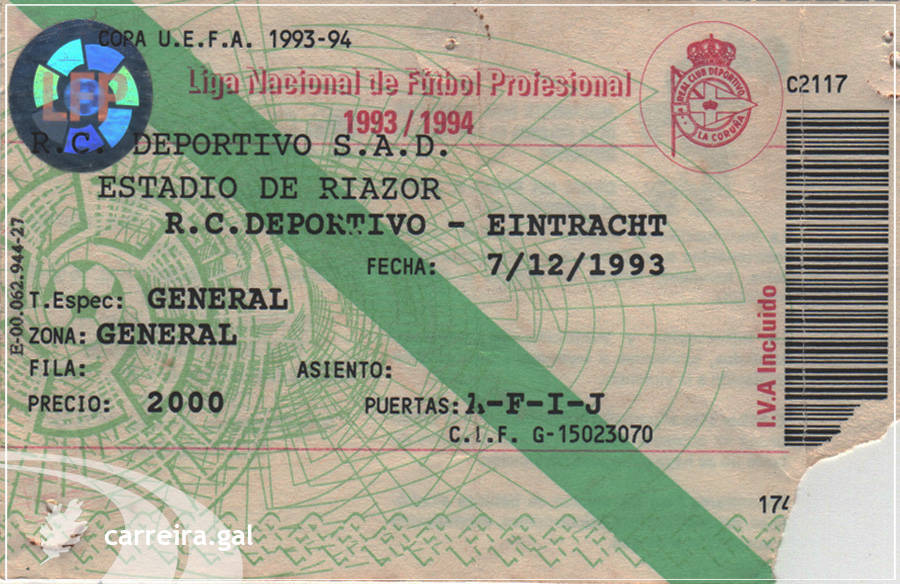 COPA U.E.F.A. 1993-94
LFP
Liga Nacional de Fútbol Profesional
1993 / 1994
REAL CLUB DEPORTIVO
LA CORUÑA
C2117
R.C. DEPORTIVO S.A.D.
ESTADIO DE RIAZOR
R.C.DEPORTIVO - EINTRACHT
FECHA: 7/12/1993
E-00.062.944-27
T.Espec: GENERAL
ZONA: GENERAL
FILA: ASIENTO:
PRECIO: 2000 PUERTAS: A-F-I-J
C.I.F. G-15023070
I.V.A Incluido
174
carreira.gal